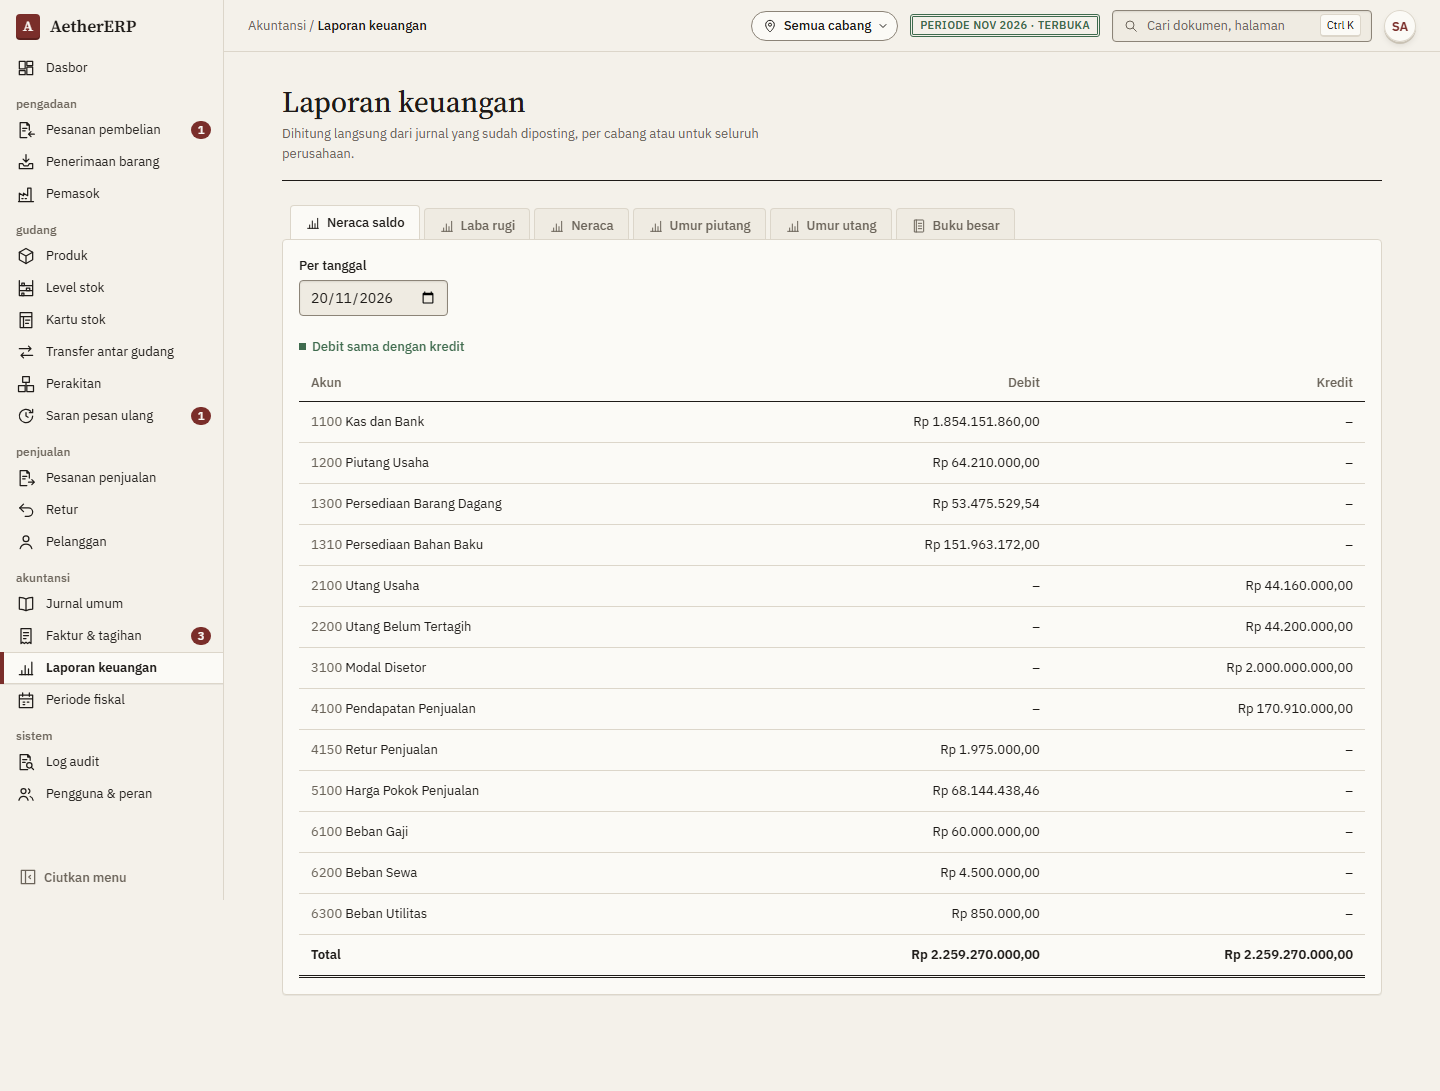 A AetherERP
Dasbor
pengadaan
Pesanan pembelian 1
Penerimaan barang
Pemasok
gudang
Produk
Level stok
Kartu stok
Transfer antar gudang
Perakitan
Saran pesan ulang 1
penjualan
Pesanan penjualan
Retur
Pelanggan
akuntansi
Jurnal umum
Faktur & tagihan 3
Laporan keuangan
Periode fiskal
sistem
Log audit
Pengguna & peran
Ciutkan menu
Akuntansi / Laporan keuangan
Semua cabang
PERIODE NOV 2026 · TERBUKA
Cari dokumen, halaman Ctrl K
SA
Laporan keuangan
Dihitung langsung dari jurnal yang sudah diposting, per cabang atau untuk seluruh
perusahaan.
Neraca saldo Laba rugi Neraca Umur piutang Umur utang Buku besar
Per tanggal
20/11/2026
Debit sama dengan kredit
Akun Debit Kredit
1100 Kas dan Bank Rp 1.854.151.860,00 –
1200 Piutang Usaha Rp 64.210.000,00 –
1300 Persediaan Barang Dagang Rp 53.475.529,54 –
1310 Persediaan Bahan Baku Rp 151.963.172,00 –
2100 Utang Usaha – Rp 44.160.000,00
2200 Utang Belum Tertagih – Rp 44.200.000,00
3100 Modal Disetor – Rp 2.000.000.000,00
4100 Pendapatan Penjualan – Rp 170.910.000,00
4150 Retur Penjualan Rp 1.975.000,00 –
5100 Harga Pokok Penjualan Rp 68.144.438,46 –
6100 Beban Gaji Rp 60.000.000,00 –
6200 Beban Sewa Rp 4.500.000,00 –
6300 Beban Utilitas Rp 850.000,00 –
Total Rp 2.259.270.000,00 Rp 2.259.270.000,00